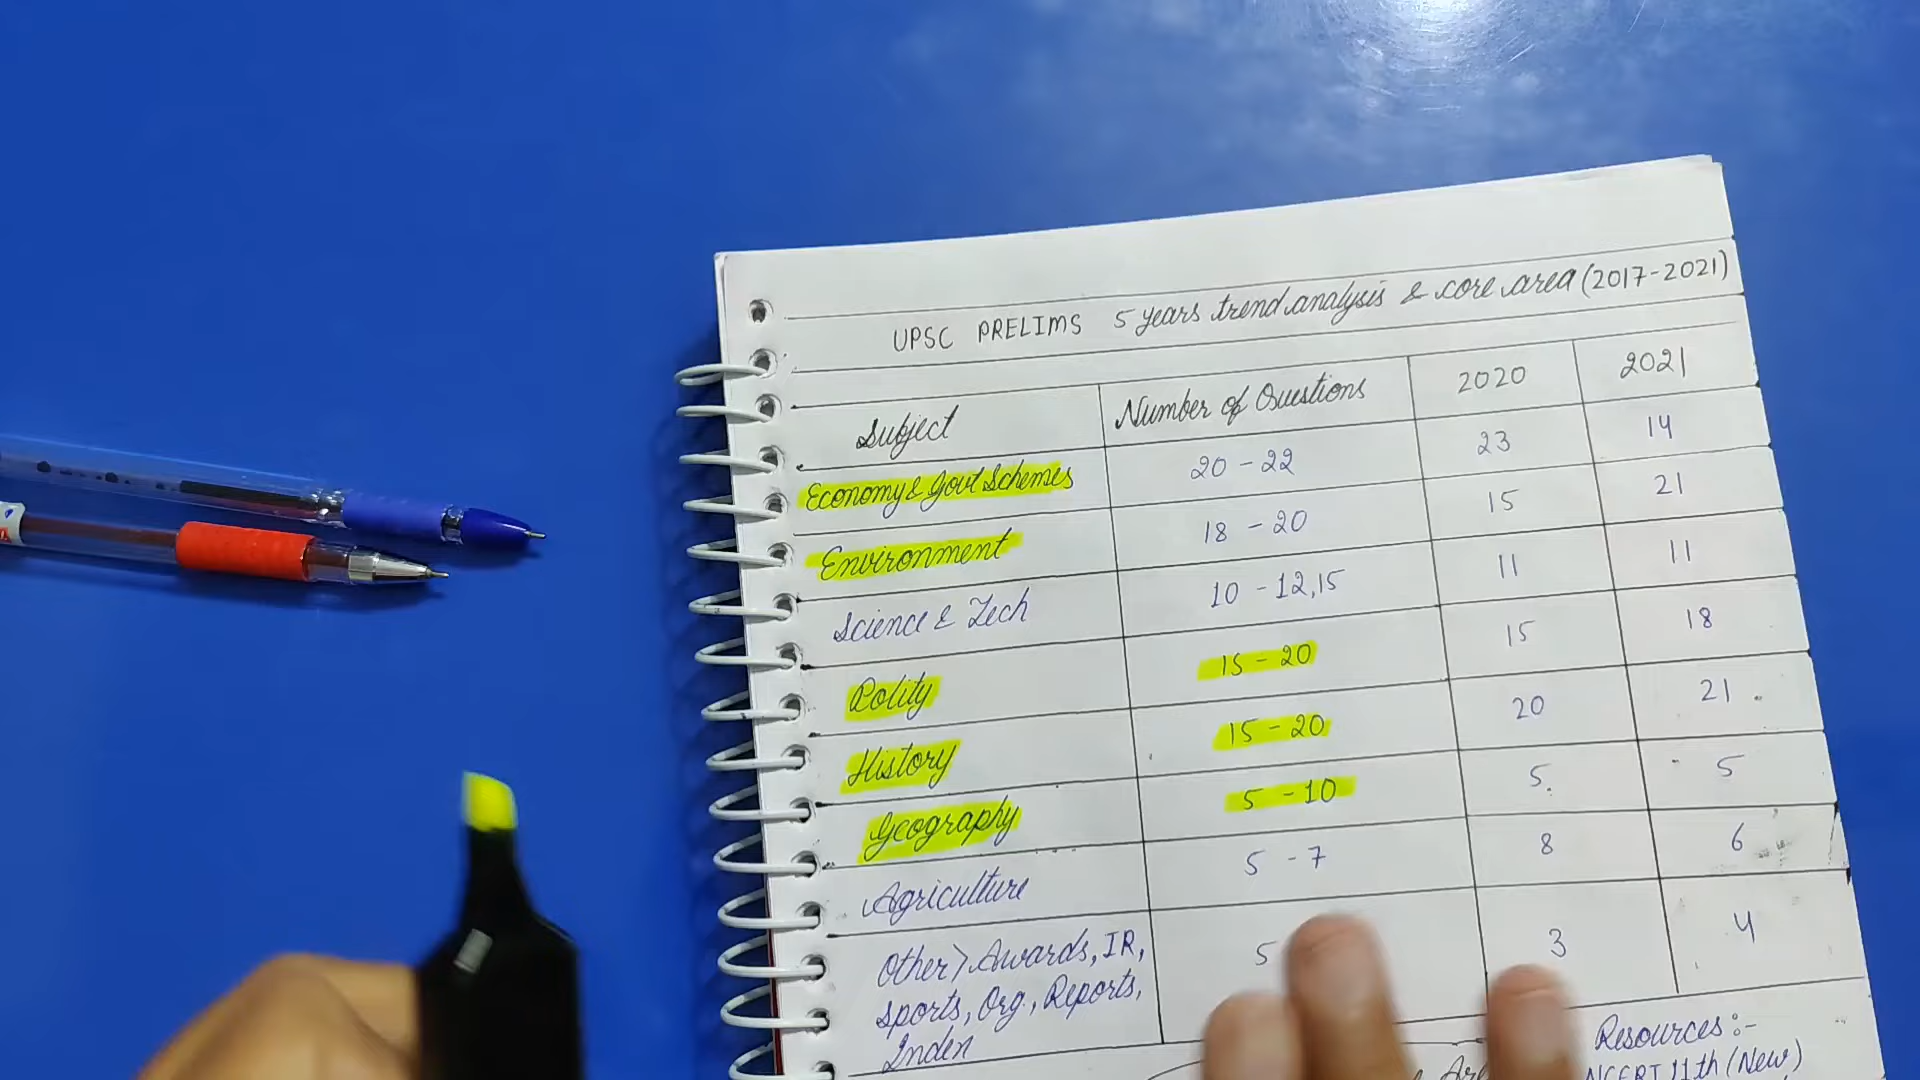 UPSC PRELIMS 5 years trend analysis & core area (2017-2021)
Subject Number of Questions 2020 2021
Economy & Govt Schemes 20 - 22 23 14
Environment 18 - 20 15 21
Science & Tech 10 - 12,15 11 11
Polity 15 - 20 15 18
History 15 - 20 20 21
Geography 5 - 10 5 5
Agriculture 5 - 7 8 6
Other > Awards, IR, 5 3 4
Sports, Org., Reports,
Inden
Resources :-
NCERT 11th (New)